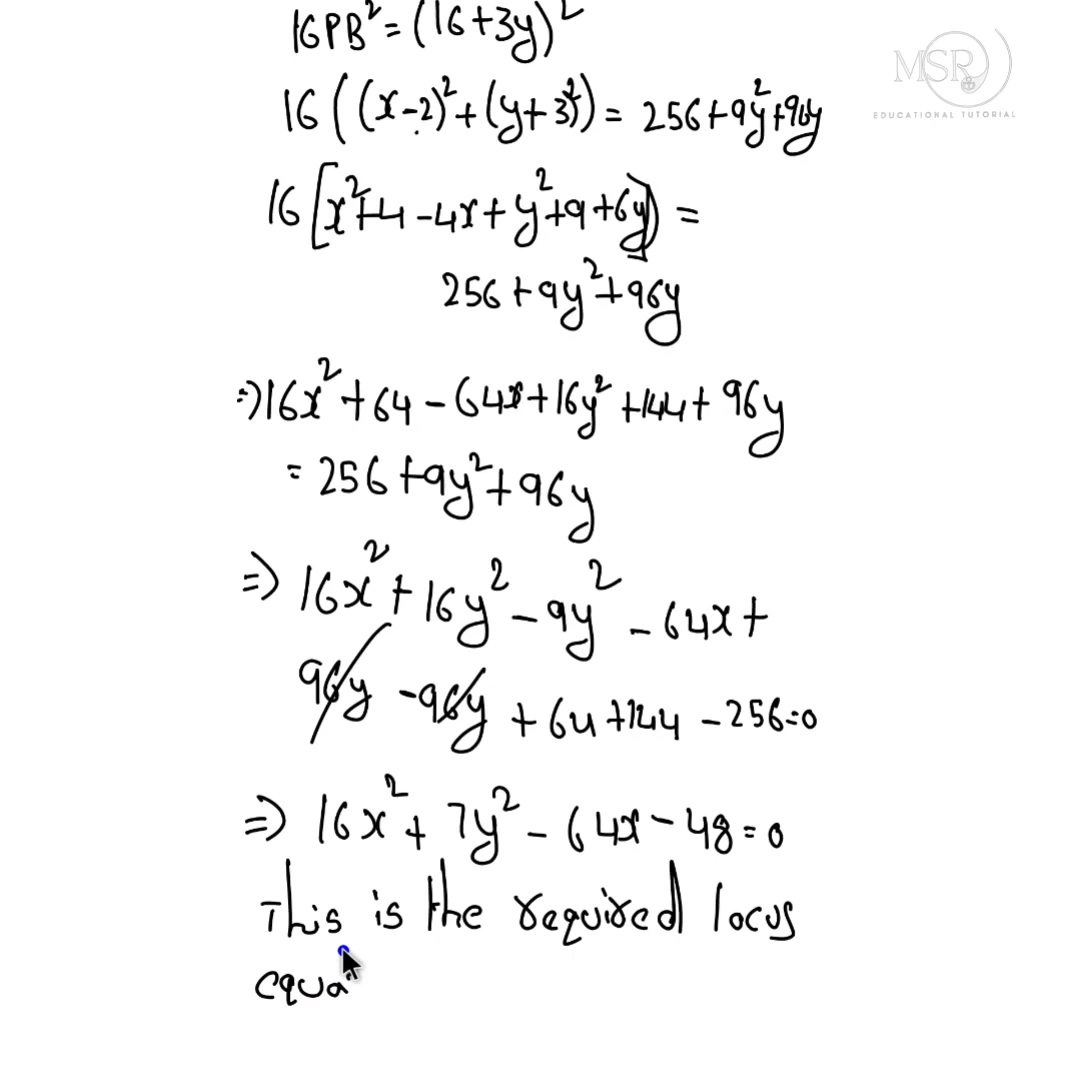 16PB² = (16+3y)²
MSR
EDUCATIONAL TUTORIAL
16((x-2)²+(y+3)²) = 256+9y²+96y
16[x²+4-4x+y²+9+6y] =
256+9y²+96y
⇒16x²+64-64x+16y²+144+96y
= 256+9y²+96y
⇒ 16x²+16y²-9y²-64x+
96y -96y +64+144-256=0
⇒ 16x²+7y²-64x-48=0
This is the required locus
equa